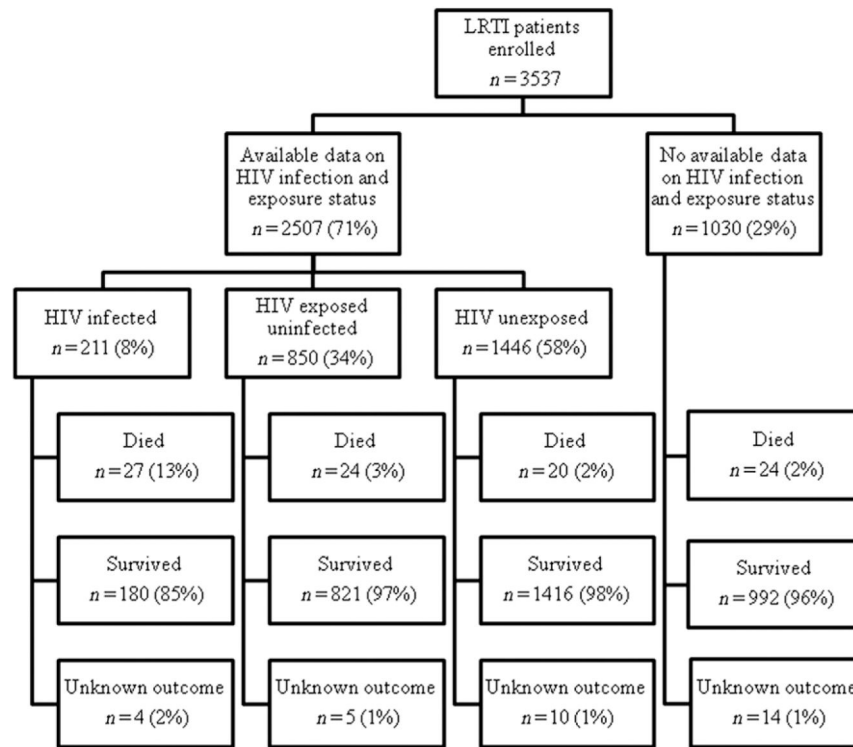 LRTI patients
enrolled
n = 3537
Available data on
HIV infection and
exposure status
n = 2507 (71%)
No available data
on HIV infection
and exposure status
n = 1030 (29%)
HIV infected
n = 211 (8%)
HIV exposed
uninfected
n = 850 (34%)
HIV unexposed
n = 1446 (58%)
Died
n = 27 (13%)
Died
n = 24 (3%)
Died
n = 20 (2%)
Died
n = 24 (2%)
Survived
n = 180 (85%)
Survived
n = 821 (97%)
Survived
n = 1416 (98%)
Survived
n = 992 (96%)
Unknown outcome
n = 4 (2%)
Unknown outcome
n = 5 (1%)
Unknown outcome
n = 10 (1%)
Unknown outcome
n = 14 (1%)